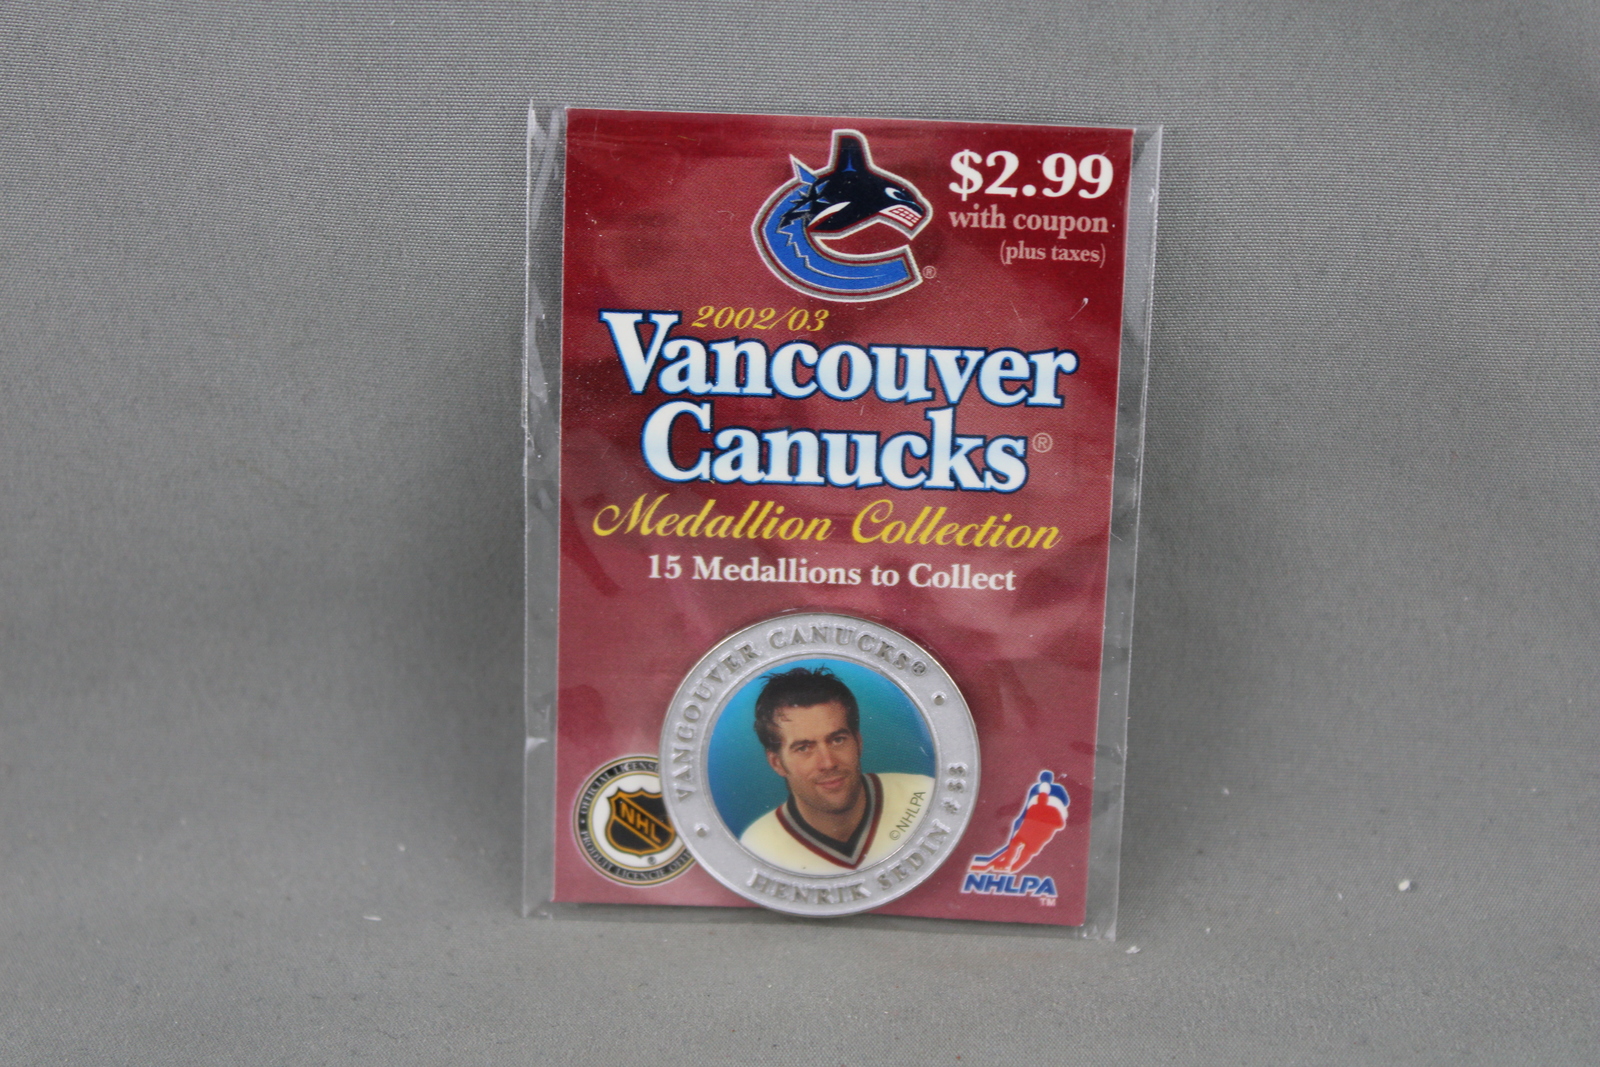 $2.99
with coupon
(plus taxes)
®
2002/03
Vancouver
Canucks®
Medallion Collection
15 Medallions to Collect
VANCOUVER CANUCKS®
HENRIK SEDIN #33
©NHLPA
NHL
®
NHLPA
TM